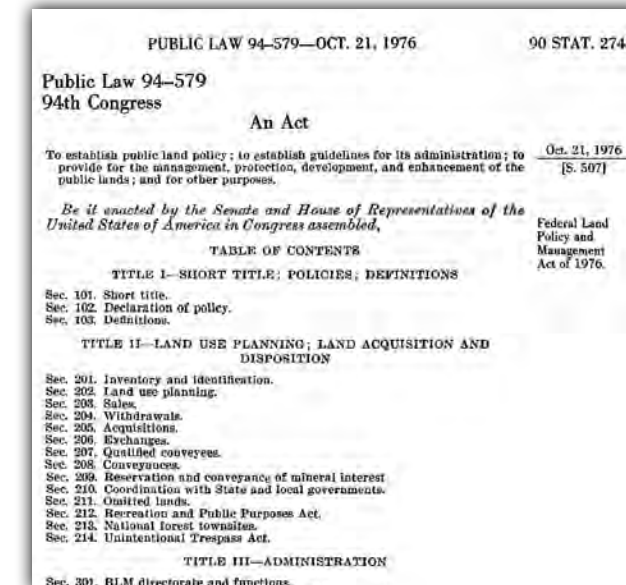 PUBLIC LAW 94–579—OCT. 21, 1976
90 STAT. 274
Public Law 94–579
94th Congress
An Act
To establish public land policy; to establish guidelines for its administration; to
provide for the management, protection, development, and enhancement of the
public lands; and for other purposes.
Oct. 21, 1976
[S. 507]
Be it enacted by the Senate and House of Representatives of the
United States of America in Congress assembled,
Federal Land
Policy and
Management
Act of 1976.
TABLE OF CONTENTS
TITLE I—SHORT TITLE; POLICIES; DEFINITIONS
Sec. 101. Short title.
Sec. 102. Declaration of policy.
Sec. 103. Definitions.
TITLE II—LAND USE PLANNING; LAND ACQUISITION AND
DISPOSITION
Sec. 201. Inventory and identification.
Sec. 202. Land use planning.
Sec. 203. Sales.
Sec. 204. Withdrawals.
Sec. 205. Acquisitions.
Sec. 206. Exchanges.
Sec. 207. Qualified conveyees.
Sec. 208. Conveyances.
Sec. 209. Reservation and conveyance of mineral interest
Sec. 210. Coordination with State and local governments.
Sec. 211. Omitted lands.
Sec. 212. Recreation and Public Purposes Act.
Sec. 213. National forest townsites.
Sec. 214. Unintentional Trespass Act.
TITLE III—ADMINISTRATION
Sec. 301. BLM directorate and functions.